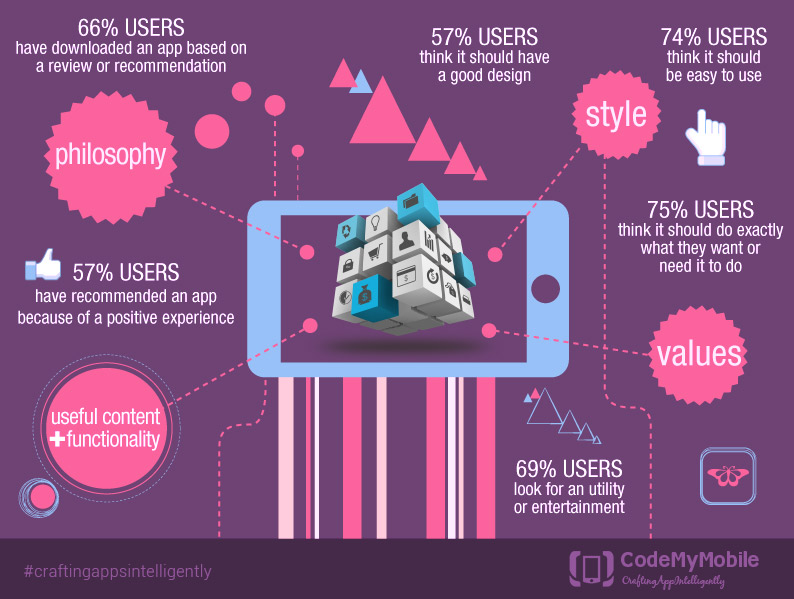 66% USERS
have downloaded an app based on
a review or recommendation
57% USERS
think it should have
a good design
74% USERS
think it should
be easy to use
style
philosophy
75% USERS
think it should do exactly
what they want or
need it to do
57% USERS
have recommended an app
because of a positive experience
values
useful content
+functionality
69% USERS
look for an utility
or entertainment
#craftingappsintelligently
CodeMyMobile
CraftingAppIntelligently